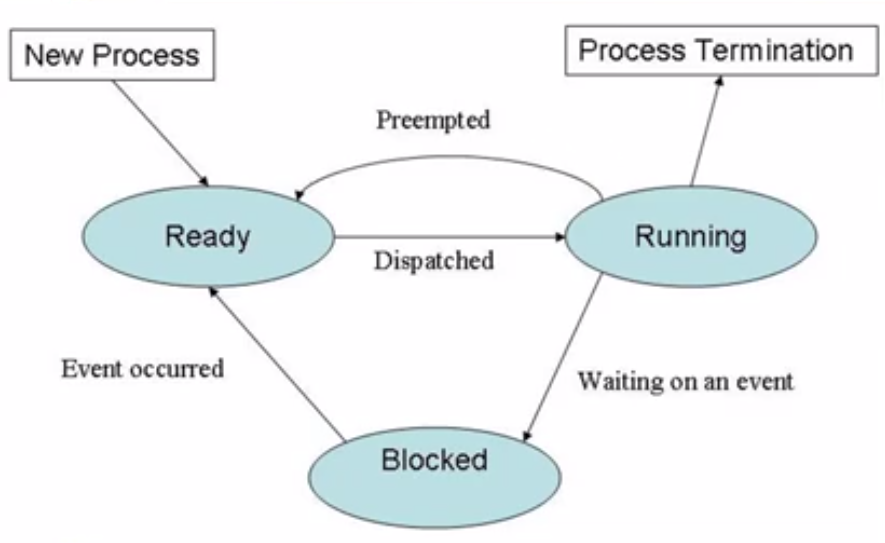 New Process
Process Termination
Preempted
Ready
Running
Dispatched
Event occurred
Waiting on an event
Blocked